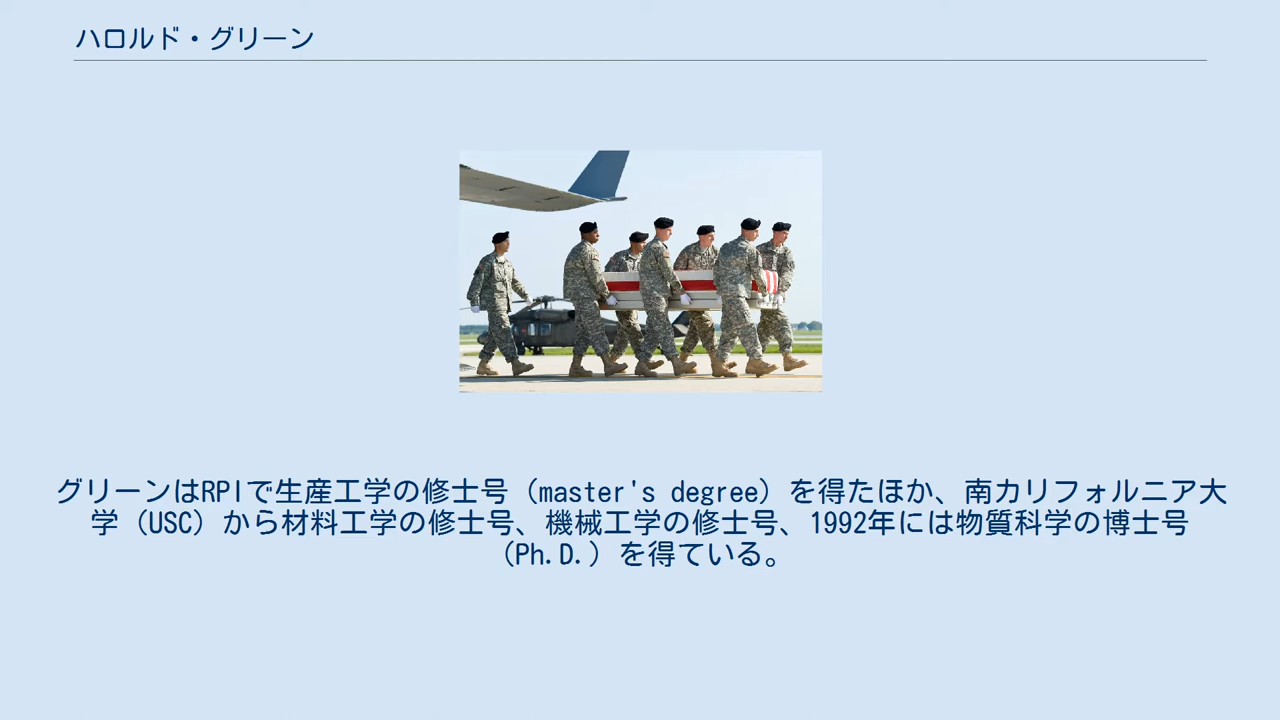 ハロルド・グリーン
グリーンはRPIで生産工学の修士号（master's degree）を得たほか、南カリフォルニア大
学（USC）から材料工学の修士号、機械工学の修士号、1992年には物質科学の博士号
（Ph.D.）を得ている。